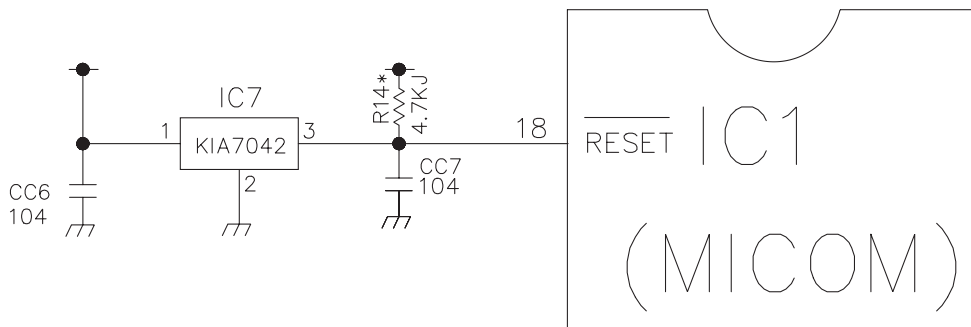 IC7
1
KIA7042
3
2
CC6
104
R14*
4.7KJ
CC7
104
18
RESET
IC1
(MICOM)